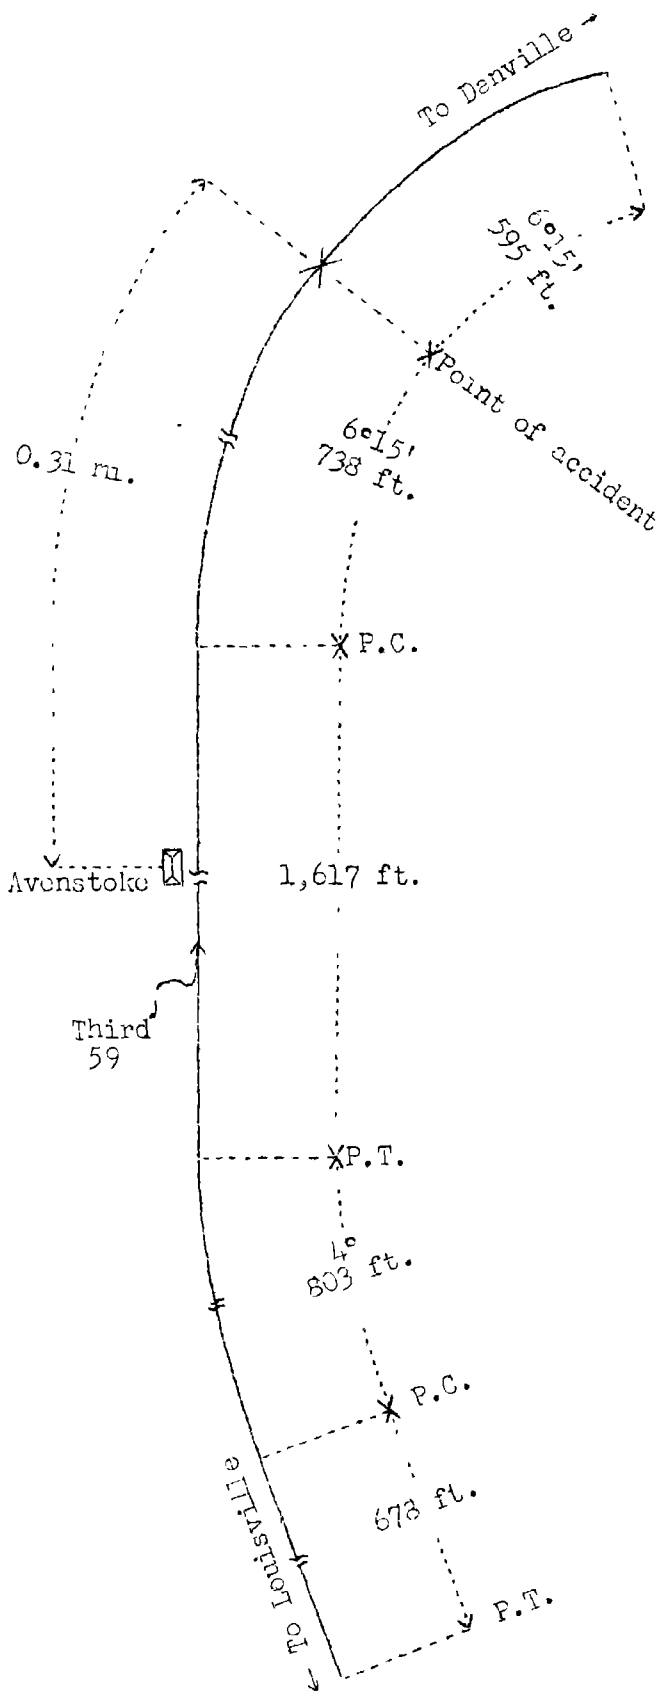 To Danville →
6°15'
595 ft.
Point of accident
6°15'
738 ft.
0.31 mi.
P.C.
Avenstoke
1,617 ft.
Third
59
P.T.
4°
803 ft.
P.C.
678 ft.
← To Louisville
P.T.